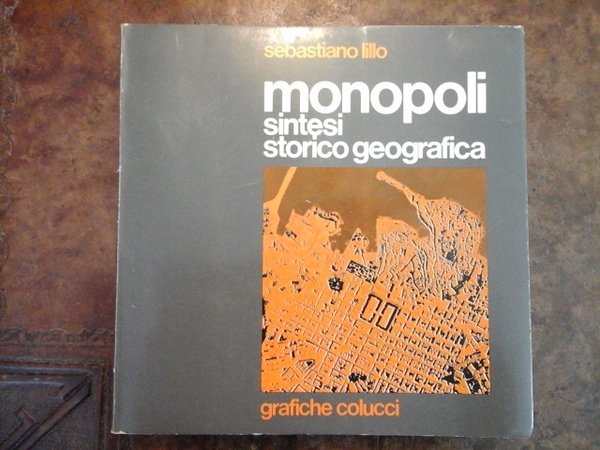 sebastiano lillo
monopoli
sintesi
storico geografica
grafiche colucci